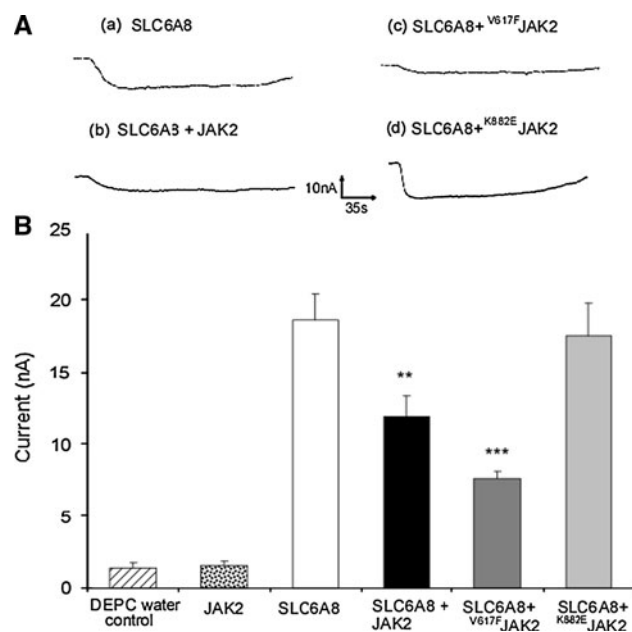 A
(a) SLC6A8
(c) SLC6A8+ V617FJAK2
(b) SLC6A8 + JAK2
(d) SLC6A8+K882EJAK2
10nA
35s
B
Current (nA)
25
20
15
10
5
0
**
***
DEPC water
control
JAK2
SLC6A8
SLC6A8 +
JAK2
SLC6A8+
V617FJAK2
SLC6A8+
K882EJAK2